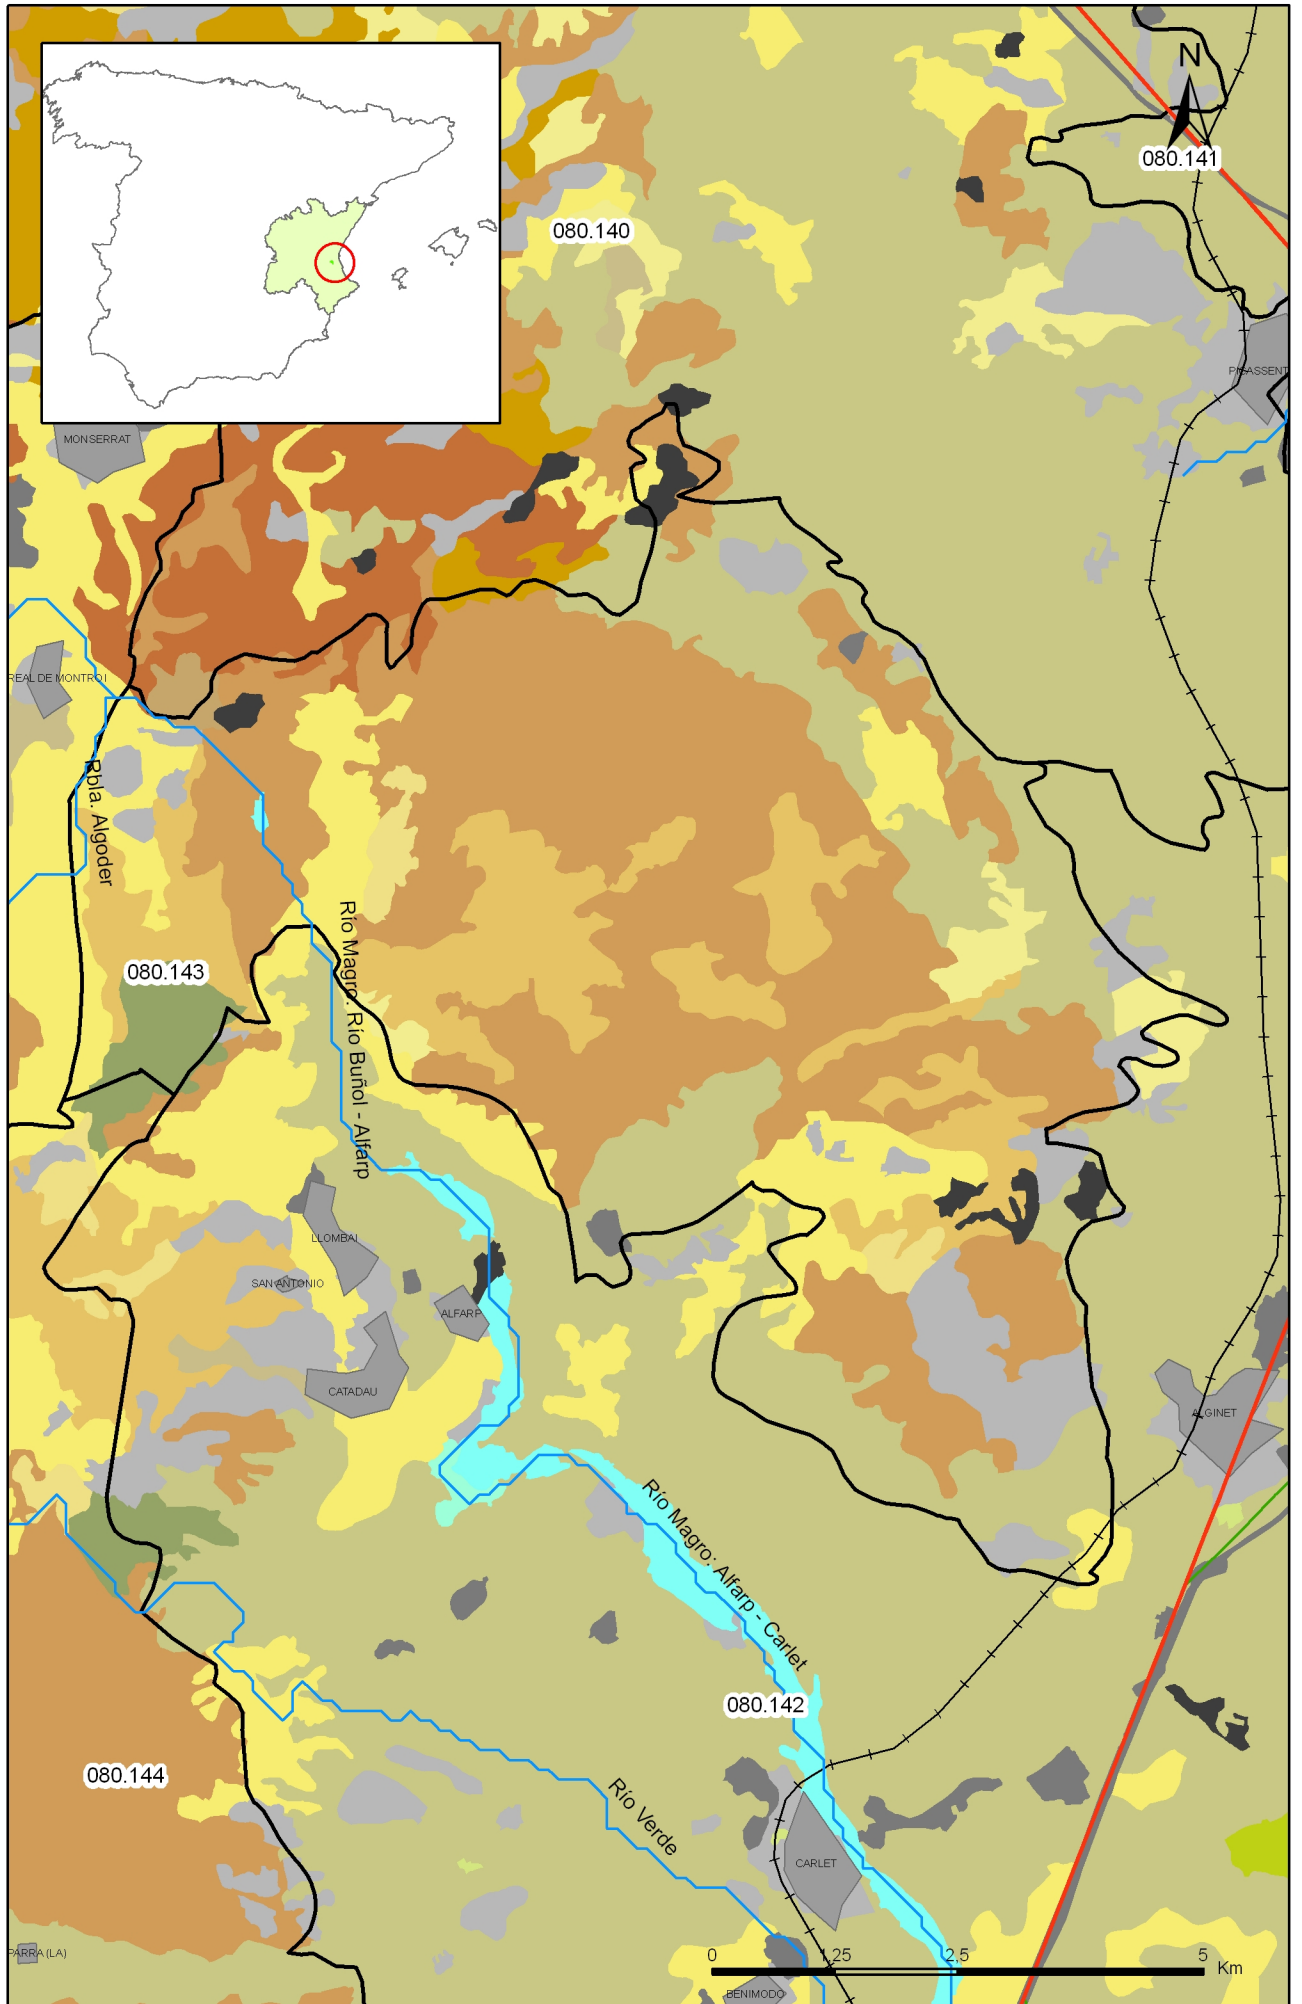 N
080.141
080.140
PICASSENT
MONSERRAT
REAL DE MONTROI
Rbla. Algoder
Río Magro: Río Buñol - Alfarp
080.143
LLOMBAI
SAN ANTONIO
ALFARP
CATADAU
ALGINET
Río Magro: Alfarp - Carlet
080.142
080.144
Río Verde
CARLET
PARRA (LA)
0 1,25 2,5 5
Km
BENIMODO